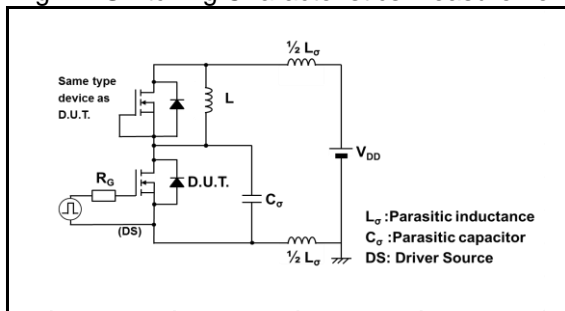 ½ Lσ
Same type
device as
D.U.T.
L
VDD
RG
D.U.T.
Cσ
(DS)
½ Lσ
Lσ :Parasitic inductance
Cσ :Parasitic capacitor
DS: Driver Source